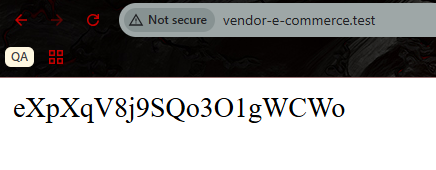 Not secure
vendor-e-commerce.test
QA
eXpXqV8j9SQo3O1gWCWo